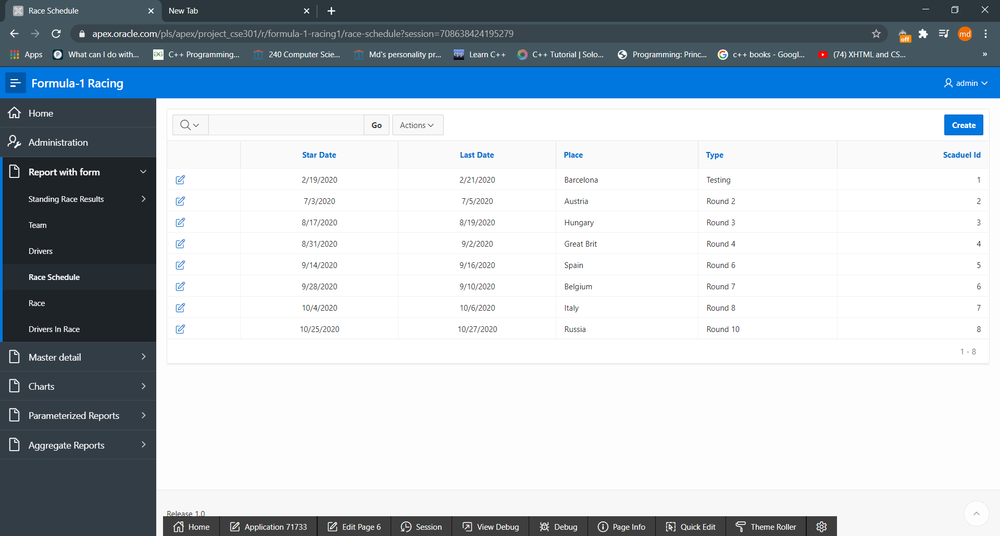 Race Schedule
New Tab
apex.oracle.com/pls/apex/project_cse301/r/formula-1-racing1/race-schedule?session=708638424195279
off
md
Apps
What can I do with...
C++ Programming...
240 Computer Scie...
Md's personality pr...
Learn C++
C++ Tutorial | Solo...
Programming: Princ...
c++ books - Googl...
(74) XHTML and CS...
»
Formula-1 Racing
admin
Home
Administration
Report with form
Standing Race Results
Team
Drivers
Race Schedule
Race
Drivers In Race
Master detail
Charts
Parameterized Reports
Aggregate Reports
Go
Actions
Create
Star Date Last Date Place Type Scaduel Id
2/19/2020 2/21/2020 Barcelona Testing 1
7/3/2020 7/5/2020 Austria Round 2 2
8/17/2020 8/19/2020 Hungary Round 3 3
8/31/2020 9/2/2020 Great Brit Round 4 4
9/14/2020 9/16/2020 Spain Round 6 5
9/28/2020 9/10/2020 Belgium Round 7 6
10/4/2020 10/6/2020 Italy Round 8 7
10/25/2020 10/27/2020 Russia Round 10 8
1 - 8
Release 1.0
Home
Application 71733
Edit Page 6
Session
View Debug
Debug
Page Info
Quick Edit
Theme Roller